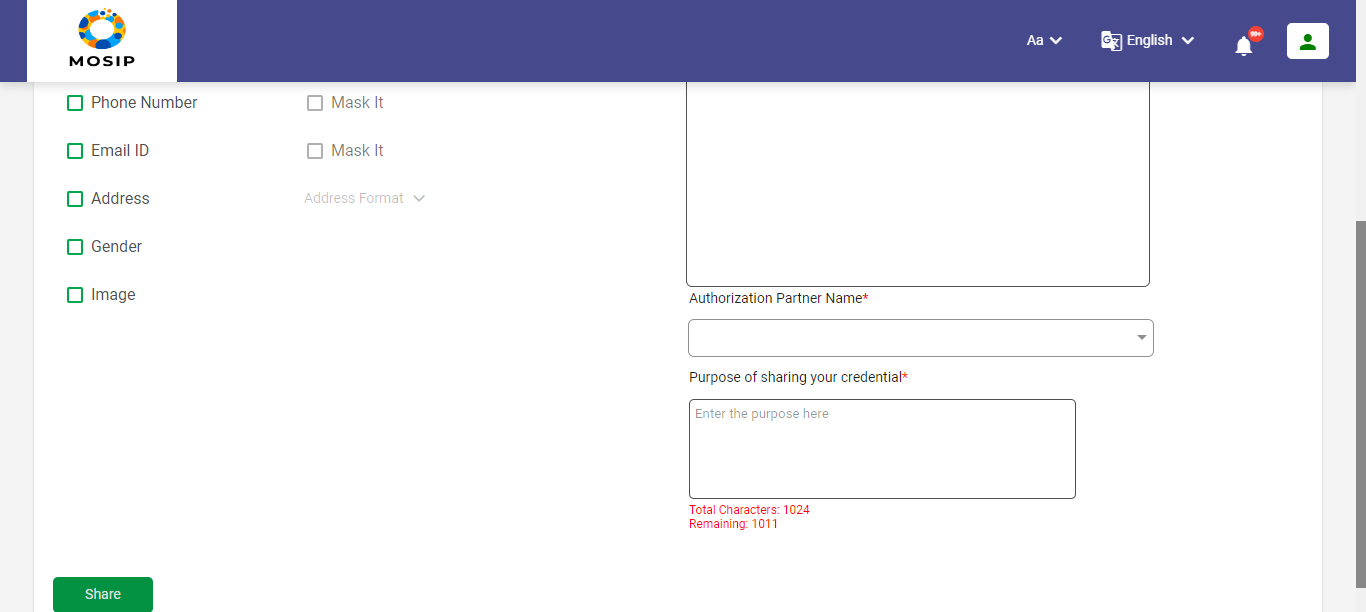 MOSIP
Aa
English
99+
Phone Number
Mask It
Email ID
Mask It
Address
Address Format
Gender
Image
Authorization Partner Name*
Purpose of sharing your credential*
Enter the purpose here
Total Characters: 1024
Remaining: 1011
Share